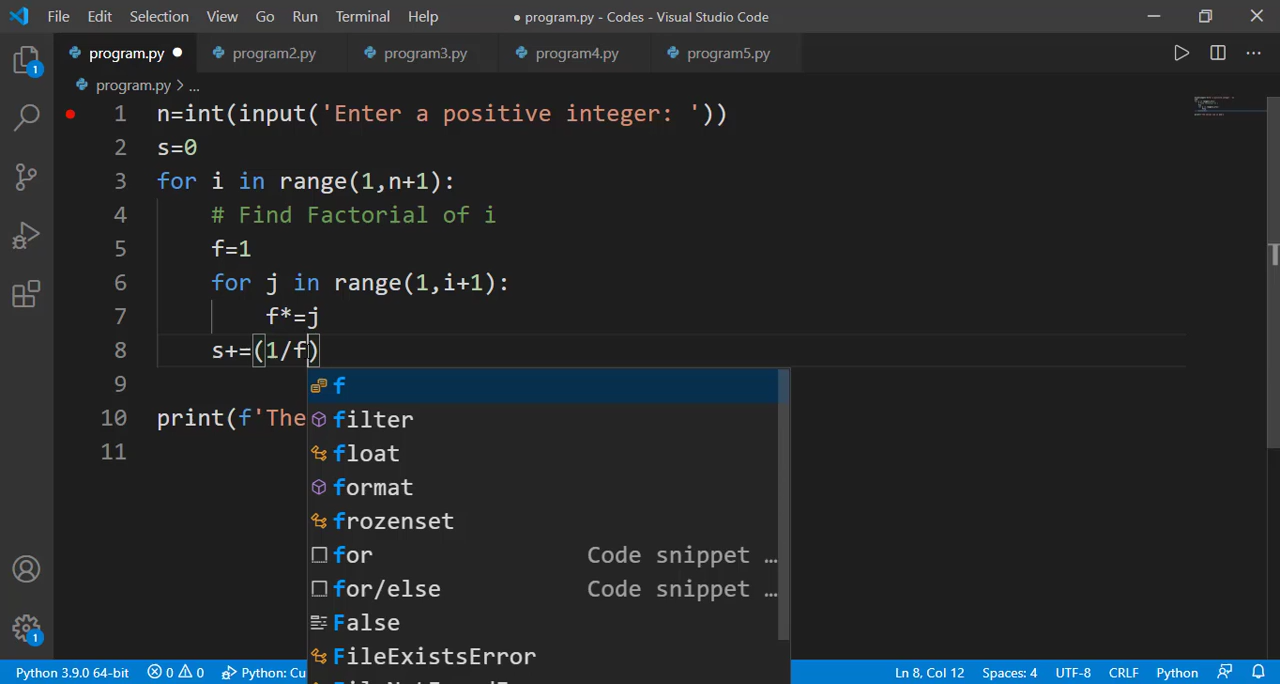 File Edit Selection View Go Run Terminal Help ● program.py - Codes - Visual Studio Code
program.py program2.py program3.py program4.py program5.py
program.py > ...
1 n=int(input('Enter a positive integer: '))
2 s=0
3 for i in range(1,n+1):
4 # Find Factorial of i
5 f=1
6 for j in range(1,i+1):
7 f*=j
8 s+=(1/f)
9
10 print(f'The
11
f
filter
float
format
frozenset
for Code snippet ...
for/else Code snippet ...
False
FileExistsError
1
1
Python 3.9.0 64-bit 0 0 Python: Cu Ln 8, Col 12 Spaces: 4 UTF-8 CRLF Python